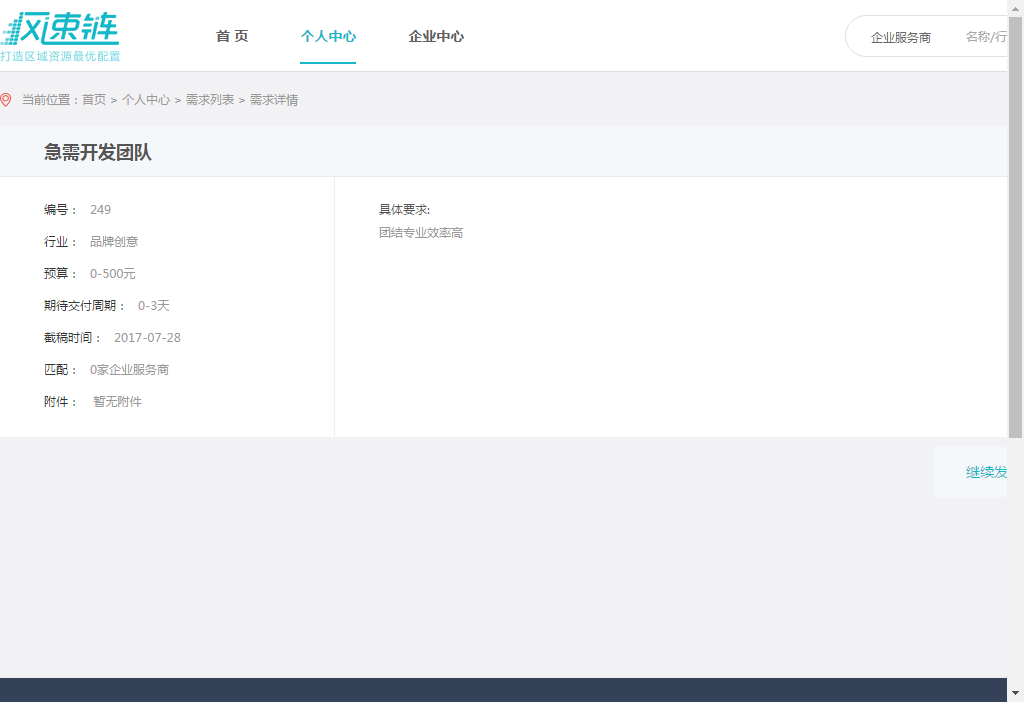 风速链
打造区域资源最优配置
首 页
个人中心
企业中心
企业服务商
名称/行
当前位置：首页 > 个人中心 > 需求列表 > 需求详情
急需开发团队
编号： 249
行业： 品牌创意
预算： 0-500元
期待交付周期： 0-3天
截稿时间： 2017-07-28
匹配： 0家企业服务商
附件： 暂无附件
具体要求:
团结专业效率高
继续发